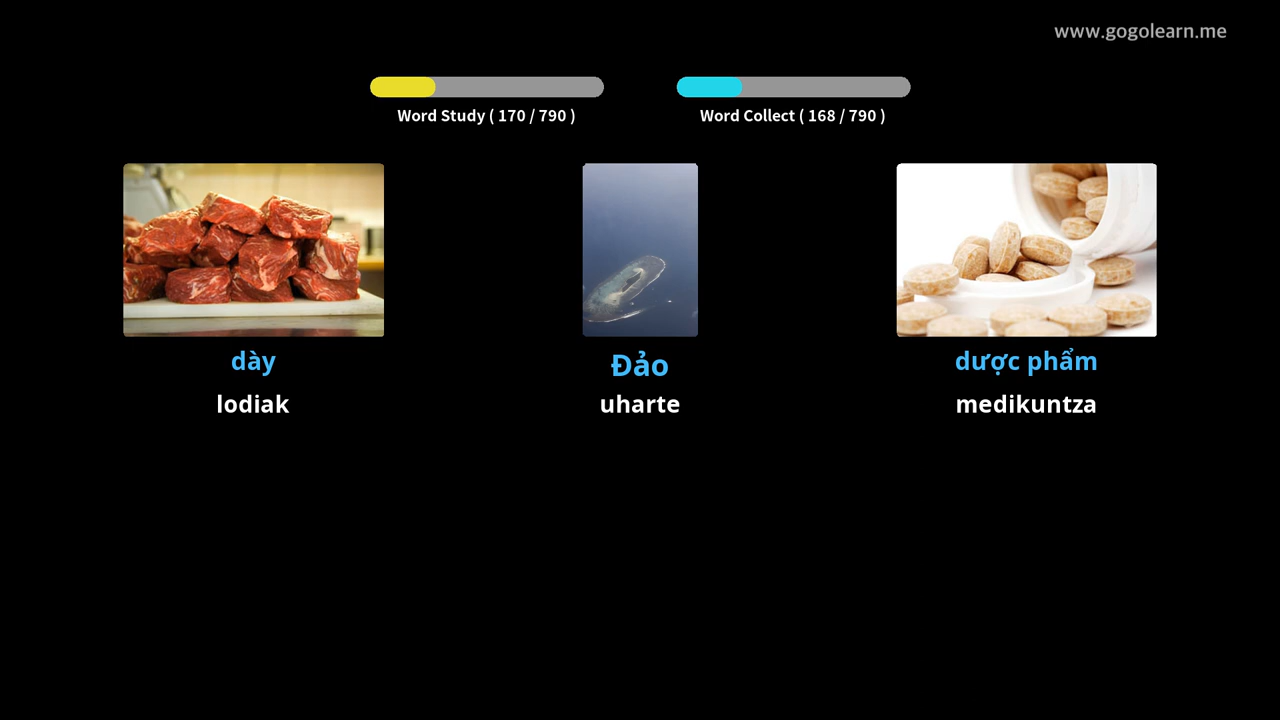 www.gogolearn.me
Word Study ( 170 / 790 )
Word Collect ( 168 / 790 )
dày
Đảo
dược phẩm
lodiak
uharte
medikuntza